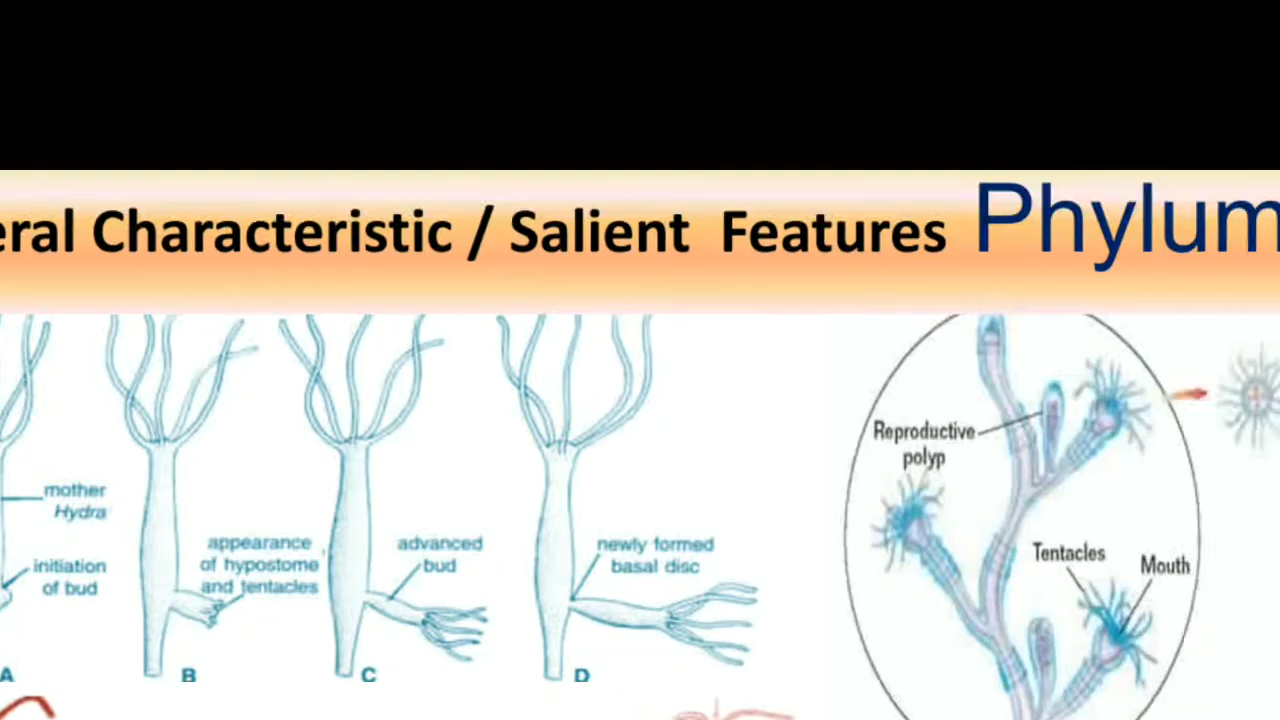 eral Characteristic / Salient Features Phylum
mother
Hydra
initiation
of bud
A
appearance
of hypostome
and tentacles
B
advanced
bud
C
newly formed
basal disc
D
Reproductive
polyp
Tentacles
Mouth